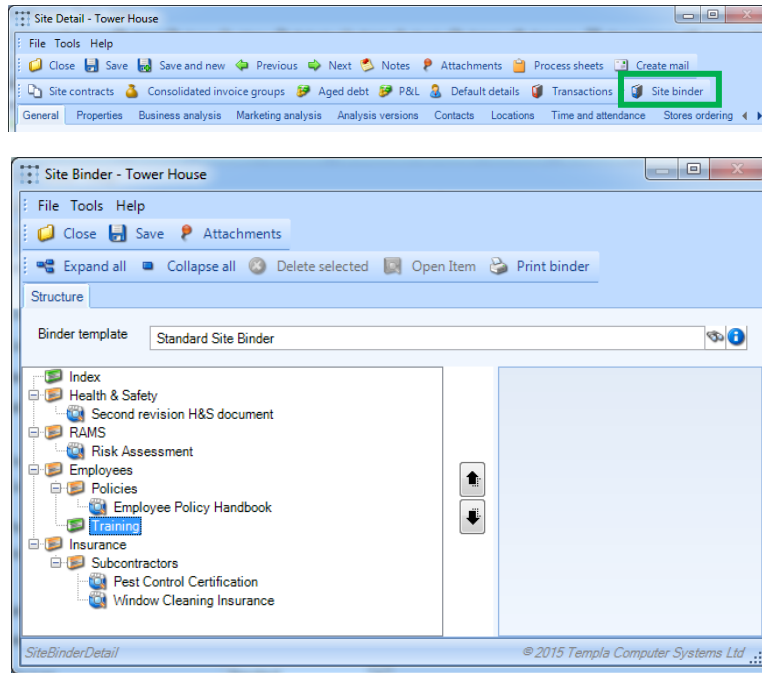 Site Detail - Tower House
File Tools Help
Close Save Save and new Previous Next Notes Attachments Process sheets Create mail
Site contracts Consolidated invoice groups Aged debt P&L Default details Transactions Site binder
General Properties Business analysis Marketing analysis Analysis versions Contacts Locations Time and attendance Stores ordering
Site Binder - Tower House
File Tools Help
Close Save Attachments
Expand all Collapse all Delete selected Open Item Print binder
Structure
Binder template Standard Site Binder
Index
Health & Safety
Second revision H&S document
RAMS
Risk Assessment
Employees
Policies
Employee Policy Handbook
Training
Insurance
Subcontractors
Pest Control Certification
Window Cleaning Insurance
SiteBinderDetail © 2015 Templa Computer Systems Ltd